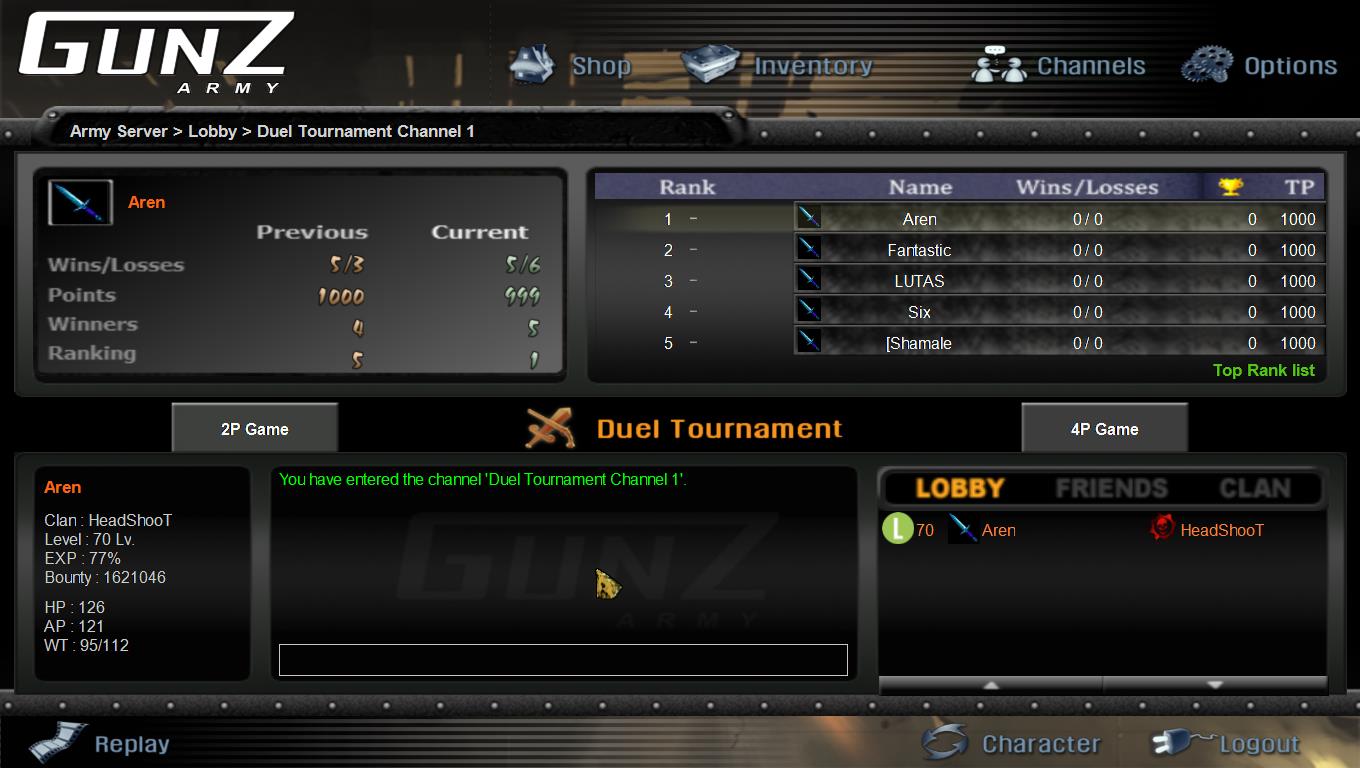 GUNZ
ARMY
Shop
Inventory
Channels
Options
Army Server > Lobby > Duel Tournament Channel 1
Aren
Previous Current
Wins/Losses 5/3 5/6
Points 1000 999
Winners 4 5
Ranking 5 1
Rank Name Wins/Losses TP
1 - Aren 0 / 0 0 1000
2 - Fantastic 0 / 0 0 1000
3 - LUTAS 0 / 0 0 1000
4 - Six 0 / 0 0 1000
5 - [Shamale 0 / 0 0 1000
Top Rank list
2P Game
Duel Tournament
4P Game
Aren
Clan : HeadShooT
Level : 70 Lv.
EXP : 77%
Bounty : 1621046
HP : 126
AP : 121
WT : 95/112
You have entered the channel 'Duel Tournament Channel 1'.
GUNZ
ARMY
LOBBY FRIENDS CLAN
L 70 Aren HeadShooT
Replay
Character
Logout